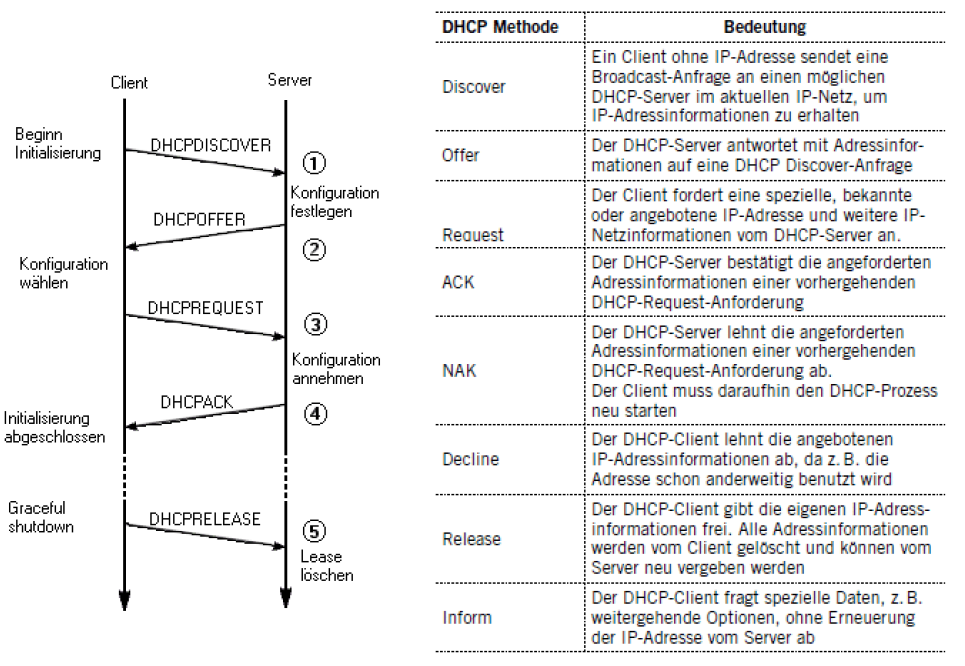 Client
Server
Beginn
Initialisierung
DHCPDISCOVER
1
Konfiguration
festlegen
DHCPOFFER
2
Konfiguration
wählen
DHCPREQUEST
3
Konfiguration
annehmen
DHCPACK
4
Initialisierung
abgeschlossen
Graceful
shutdown
DHCPRELEASE
5
Lease
löschen
DHCP Methode
Bedeutung
Discover
Ein Client ohne IP-Adresse sendet eine
Broadcast-Anfrage an einen möglichen
DHCP-Server im aktuellen IP-Netz, um
IP-Adressinformationen zu erhalten
Offer
Der DHCP-Server antwortet mit Adressinfor-
mationen auf eine DHCP Discover-Anfrage
Request
Der Client fordert eine spezielle, bekannte
oder angebotene IP-Adresse und weitere IP-
Netzinformationen vom DHCP-Server an.
ACK
Der DHCP-Server bestätigt die angeforderten
Adressinformationen einer vorhergehenden
DHCP-Request-Anforderung
NAK
Der DHCP-Server lehnt die angeforderten
Adressinformationen einer vorhergehenden
DHCP-Request-Anforderung ab.
Der Client muss daraufhin den DHCP-Prozess
neu starten
Decline
Der DHCP-Client lehnt die angebotenen
IP-Adressinformationen ab, da z. B. die
Adresse schon anderweitig benutzt wird
Release
Der DHCP-Client gibt die eigenen IP-Adress-
informationen frei. Alle Adressinformationen
werden vom Client gelöscht und können vom
Server neu vergeben werden
Inform
Der DHCP-Client fragt spezielle Daten, z. B.
weitergehende Optionen, ohne Erneuerung
der IP-Adresse vom Server ab